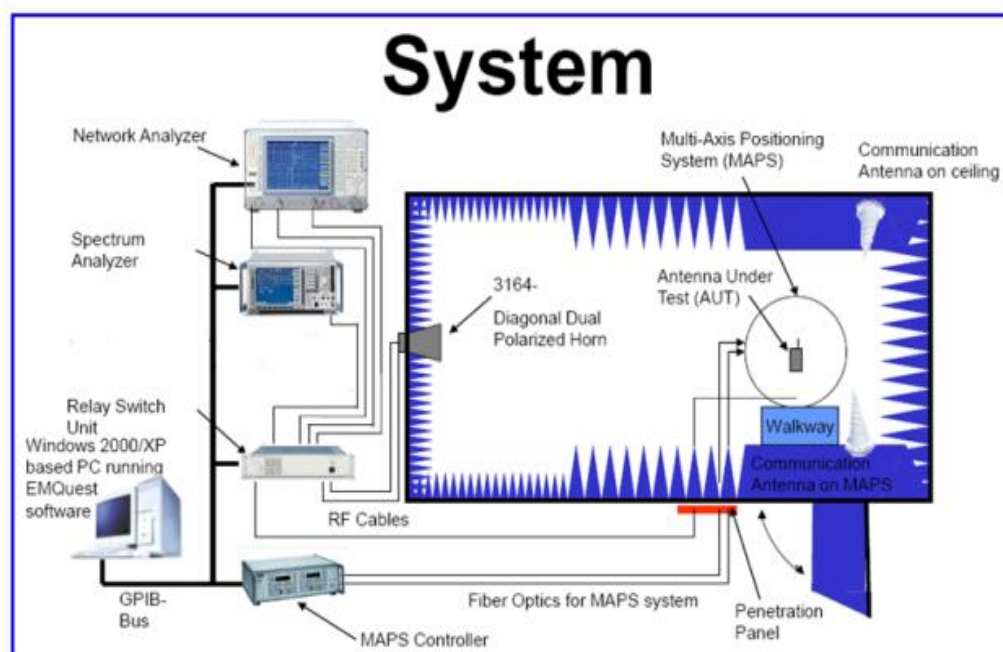 System
Network Analyzer
Multi-Axis Positioning
System (MAPS)
Communication
Antenna on ceiling
Spectrum
Analyzer
3164-
Diagonal Dual
Polarized Horn
Antenna Under
Test (AUT)
Relay Switch
Unit
Windows 2000/XP
based PC running
EMQuest
software
Walkway
Communication
Antenna on MAPS
RF Cables
GPIB-
Bus
Fiber Optics for MAPS system
MAPS Controller
Penetration
Panel